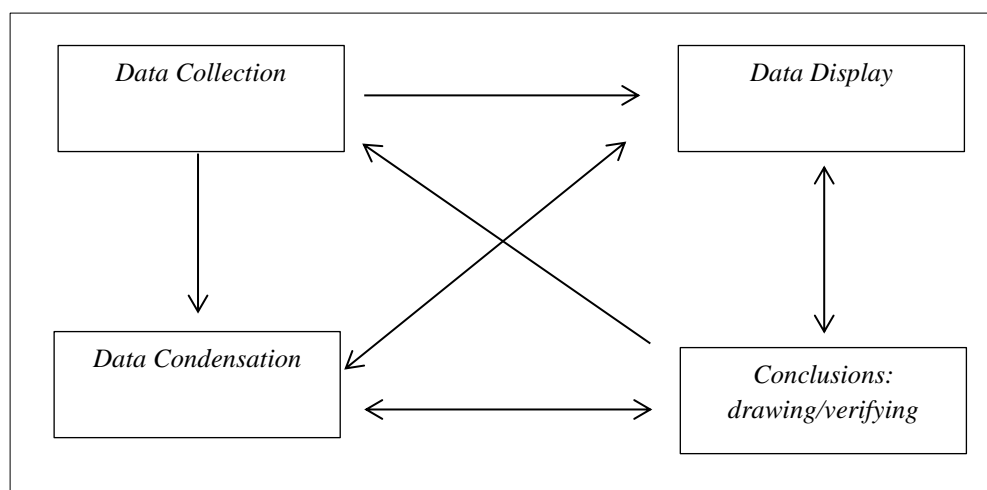 Data Collection
Data Display
Data Condensation
Conclusions:
drawing/verifying